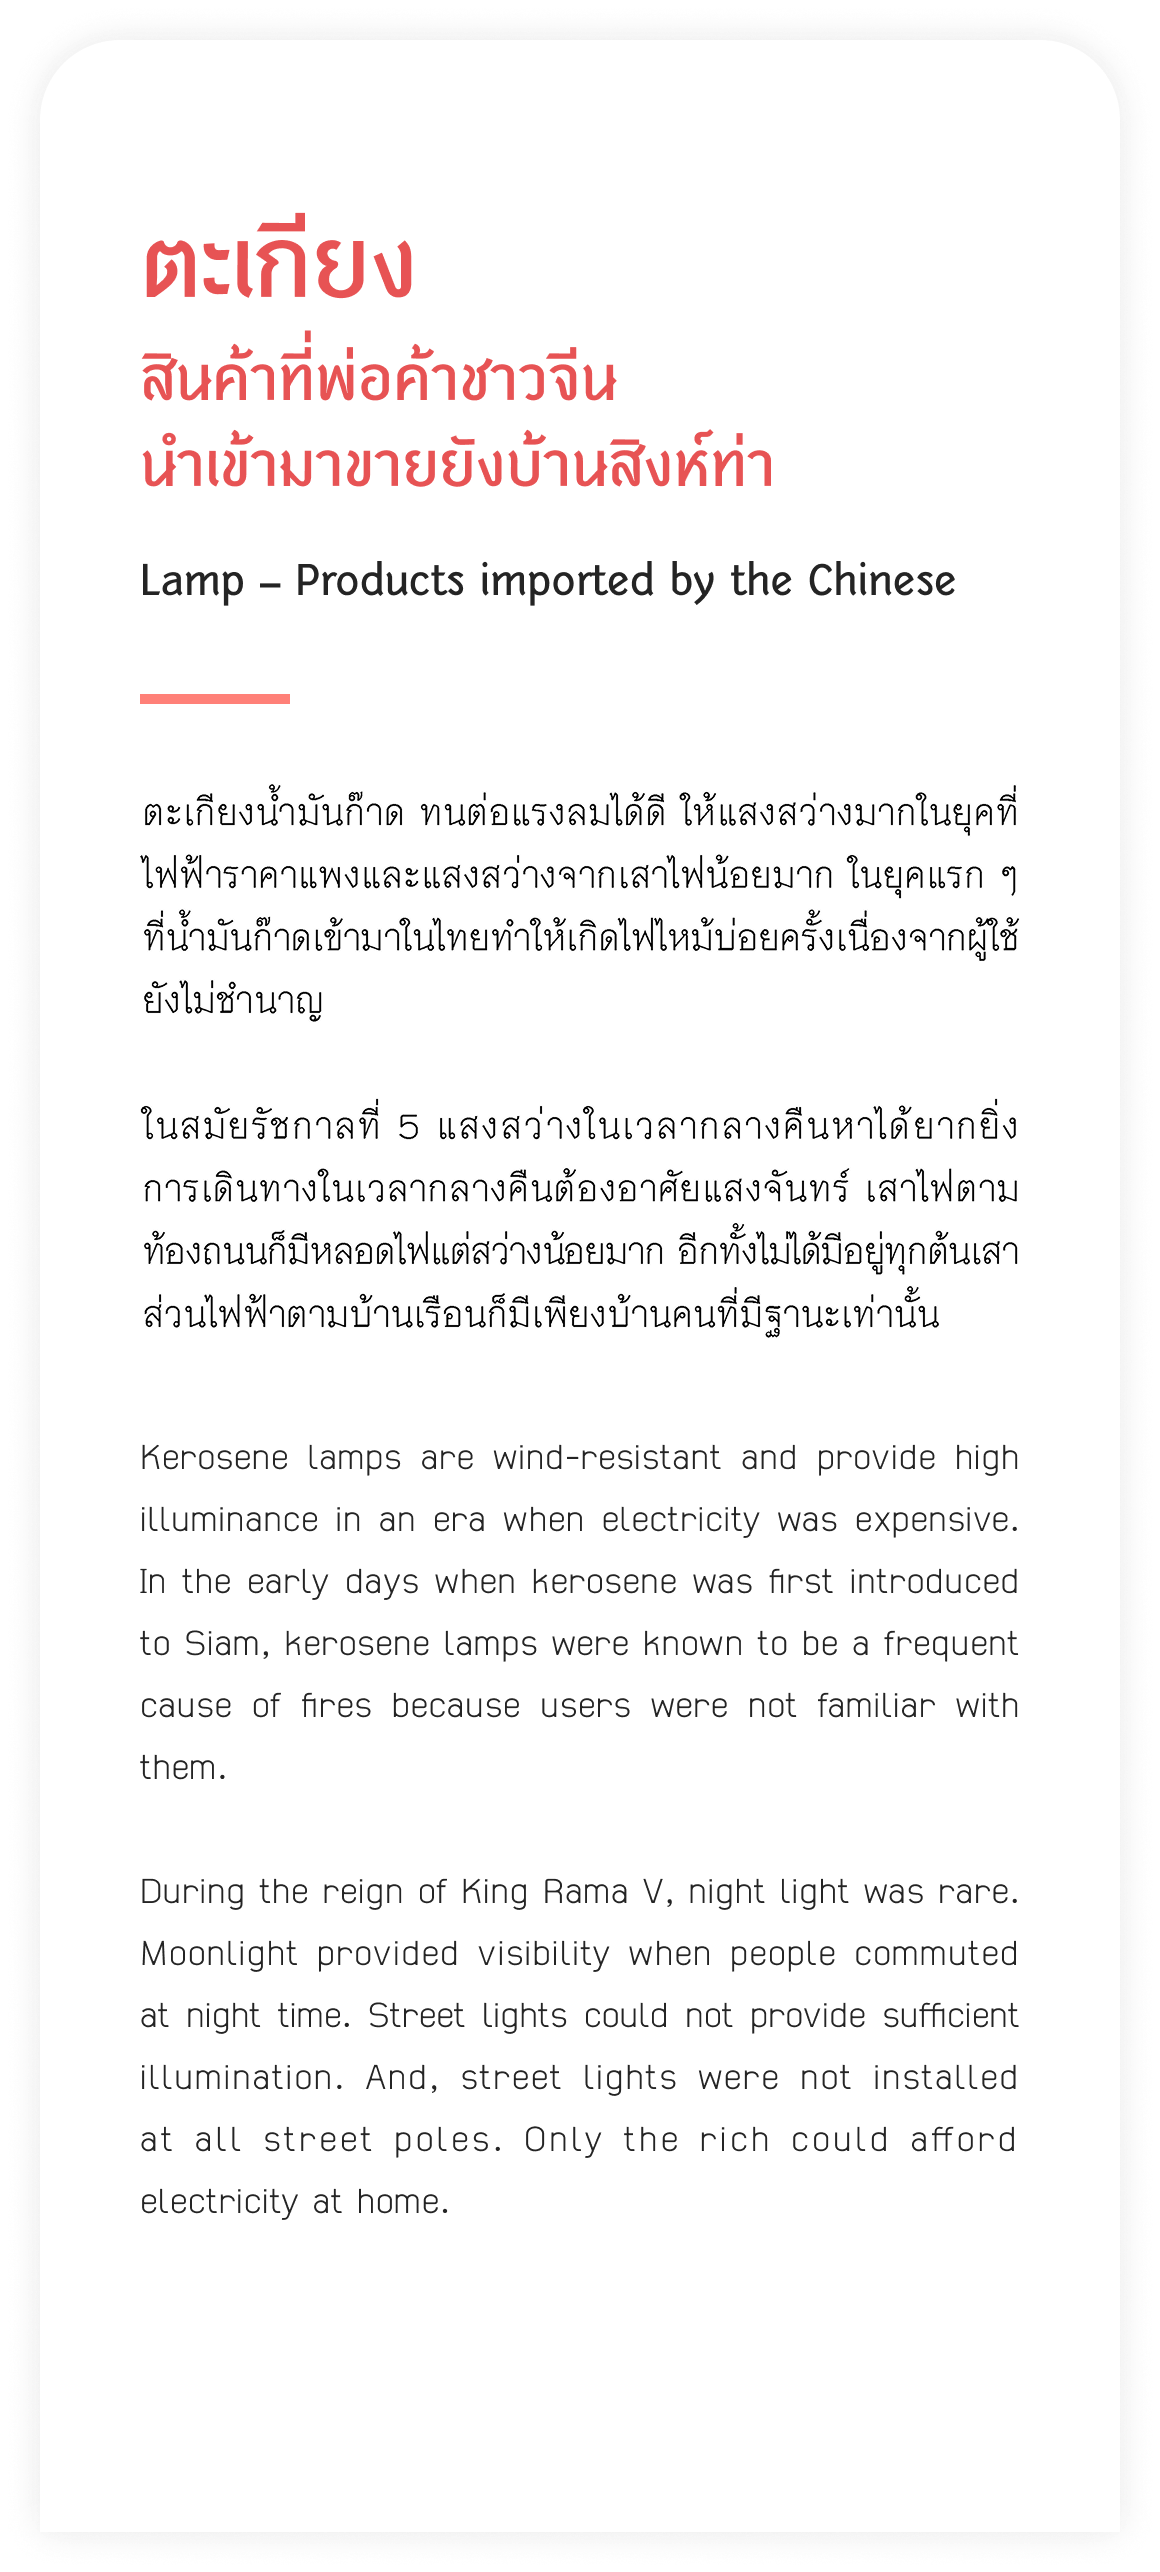 ตะเกียง
สินค้าที่พ่อค้าชาวจีน
นำเข้ามาขายยังบ้านสิงห์ท่า
Lamp – Products imported by the Chinese
ตะเกียงน้ำมันก๊าด ทนต่อแรงลมได้ดี ให้แสงสว่างมากในยุคที่
ไฟฟ้าราคาแพงและแสงสว่างจากเสาไฟน้อยมาก ในยุคแรก ๆ
ที่น้ำมันก๊าดเข้ามาในไทยทำให้เกิดไฟไหม้บ่อยครั้งเนื่องจากผู้ใช้
ยังไม่ชำนาญ
ในสมัยรัชกาลที่ 5 แสงสว่างในเวลากลางคืนหาได้ยากยิ่ง
การเดินทางในเวลากลางคืนต้องอาศัยแสงจันทร์ เสาไฟตาม
ท้องถนนก็มีหลอดไฟแต่สว่างน้อยมาก อีกทั้งไม่ได้มีอยู่ทุกต้นเสา
ส่วนไฟฟ้าตามบ้านเรือนก็มีเพียงบ้านคนที่มีฐานะเท่านั้น
Kerosene lamps are wind-resistant and provide high
illuminance in an era when electricity was expensive.
In the early days when kerosene was first introduced
to Siam, kerosene lamps were known to be a frequent
cause of fires because users were not familiar with
them.
During the reign of King Rama V, night light was rare.
Moonlight provided visibility when people commuted
at night time. Street lights could not provide sufficient
illumination. And, street lights were not installed
at all street poles. Only the rich could afford
electricity at home.